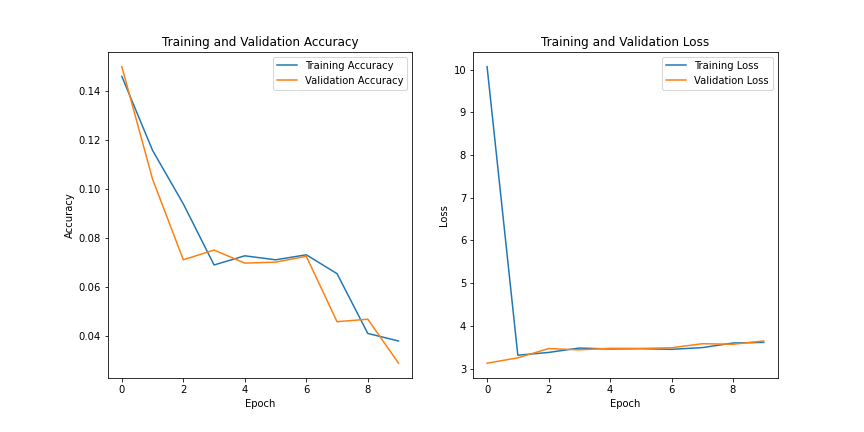 Training and Validation Accuracy
Training Accuracy
Validation Accuracy
0.14
0.12
0.10
0.08
0.06
0.04
Accuracy
0 2 4 6 8
Epoch
Training and Validation Loss
Training Loss
Validation Loss
10
9
8
7
6
5
4
3
Loss
0 2 4 6 8
Epoch